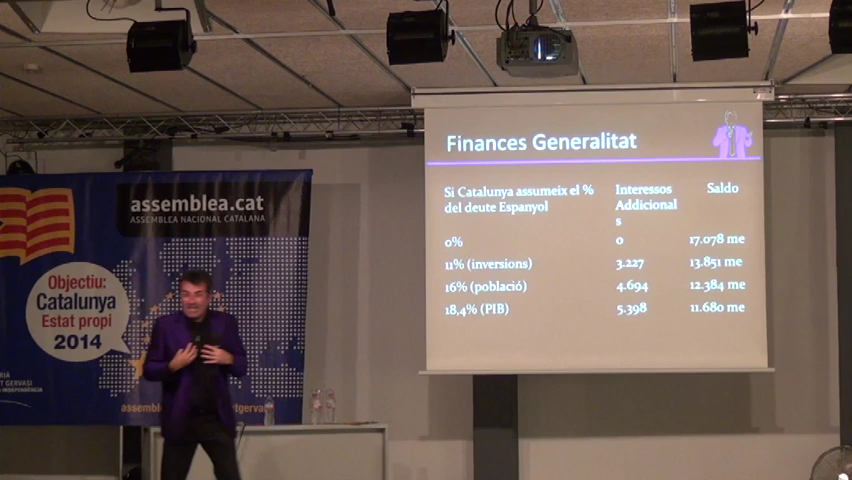 assemblea.cat
ASSEMBLEA NACIONAL CATALANA
Objectiu:
Catalunya
Estat propi
2014
GERVASI
INDEPENDÈNCIA
Finances Generalitat
Si Catalunya assumeix el % Interessos Saldo
del deute Espanyol Addicional
s
0% 0 17.078 me
11% (inversions) 3.227 13.851 me
16% (població) 4.694 12.384 me
18,4% (PIB) 5.398 11.680 me